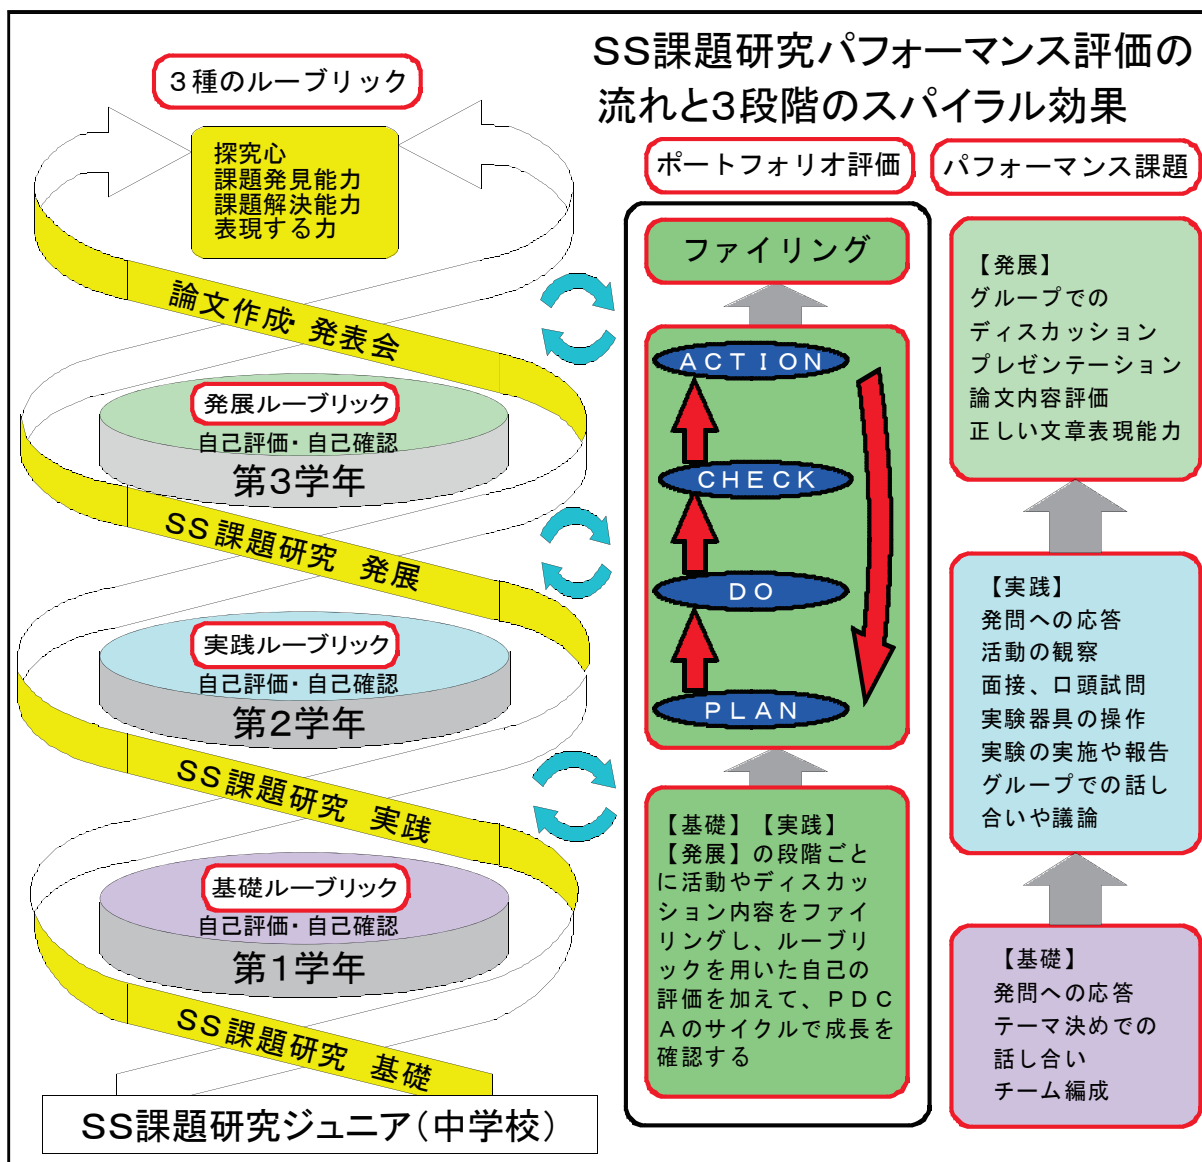 SS課題研究パフォーマンス評価の
流れと3段階のスパイラル効果
3種のルーブリック
探究心
課題発見能力
課題解決能力
表現する力
論文作成・発表会
発展ルーブリック
自己評価・自己確認
第3学年
SS課題研究 発展
実践ルーブリック
自己評価・自己確認
第2学年
SS課題研究 実践
基礎ルーブリック
自己評価・自己確認
第1学年
SS課題研究 基礎
SS課題研究ジュニア(中学校)
ポートフォリオ評価
ファイリング
ACTION
CHECK
DO
PLAN
【基礎】【実践】
【発展】の段階ごと
に活動やディスカッ
ション内容をファイ
リングし、ルーブリ
ックを用いた自己の
評価を加えて、PDC
Aのサイクルで成長を
確認する
パフォーマンス課題
【発展】
グループでの
ディスカッション
プレゼンテーション
論文内容評価
正しい文章表現能力
【実践】
発問への応答
活動の観察
面接、口頭試問
実験器具の操作
実験の実施や報告
グループでの話し
合いや議論
【基礎】
発問への応答
テーマ決めでの
話し合い
チーム編成